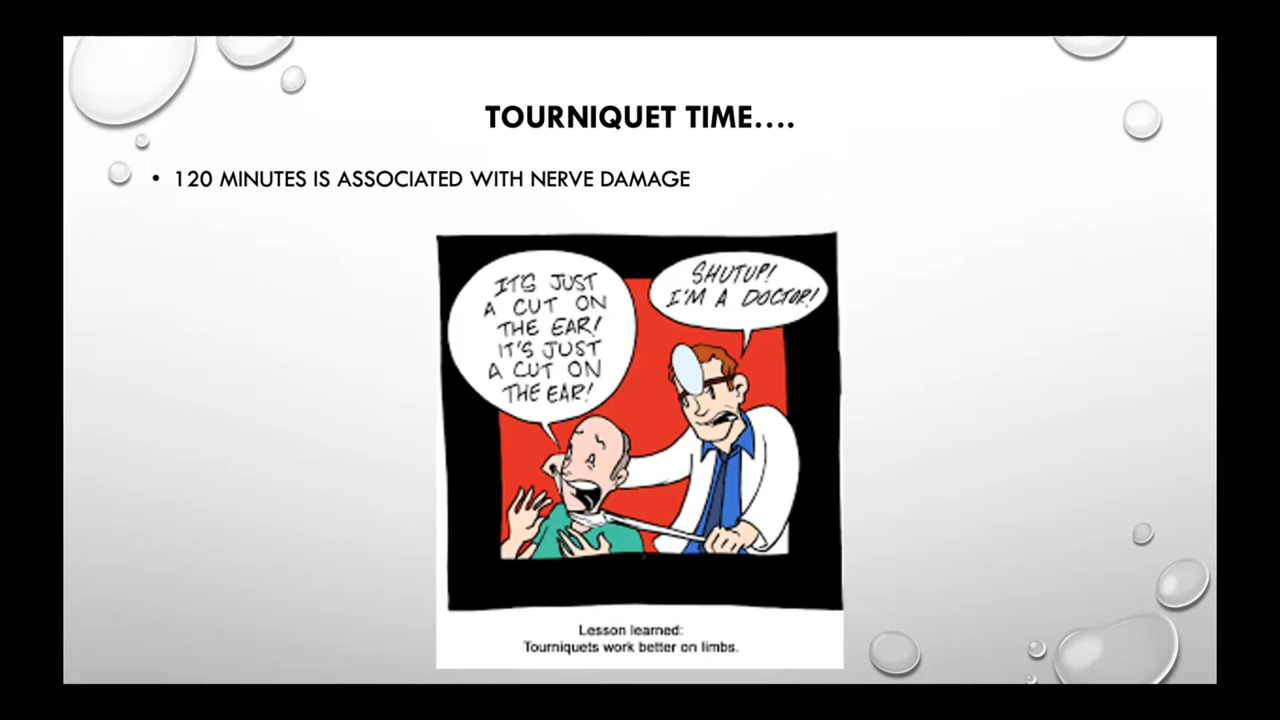 TOURNIQUET TIME....
• 120 MINUTES IS ASSOCIATED WITH NERVE DAMAGE
IT'S JUST
A CUT ON
THE EAR!
IT'S JUST
A CUT ON
THE EAR!
SHUTUP!
I'M A DOCTOR!
Lesson learned:
Tourniquets work better on limbs.